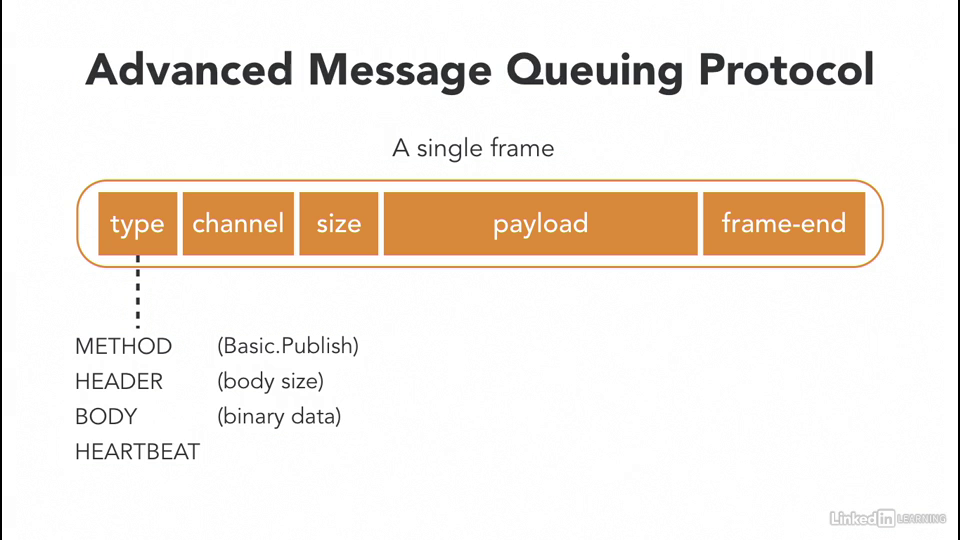 Advanced Message Queuing Protocol
A single frame
type channel size payload frame-end
METHOD (Basic.Publish)
HEADER (body size)
BODY (binary data)
HEARTBEAT
Linked in LEARNING